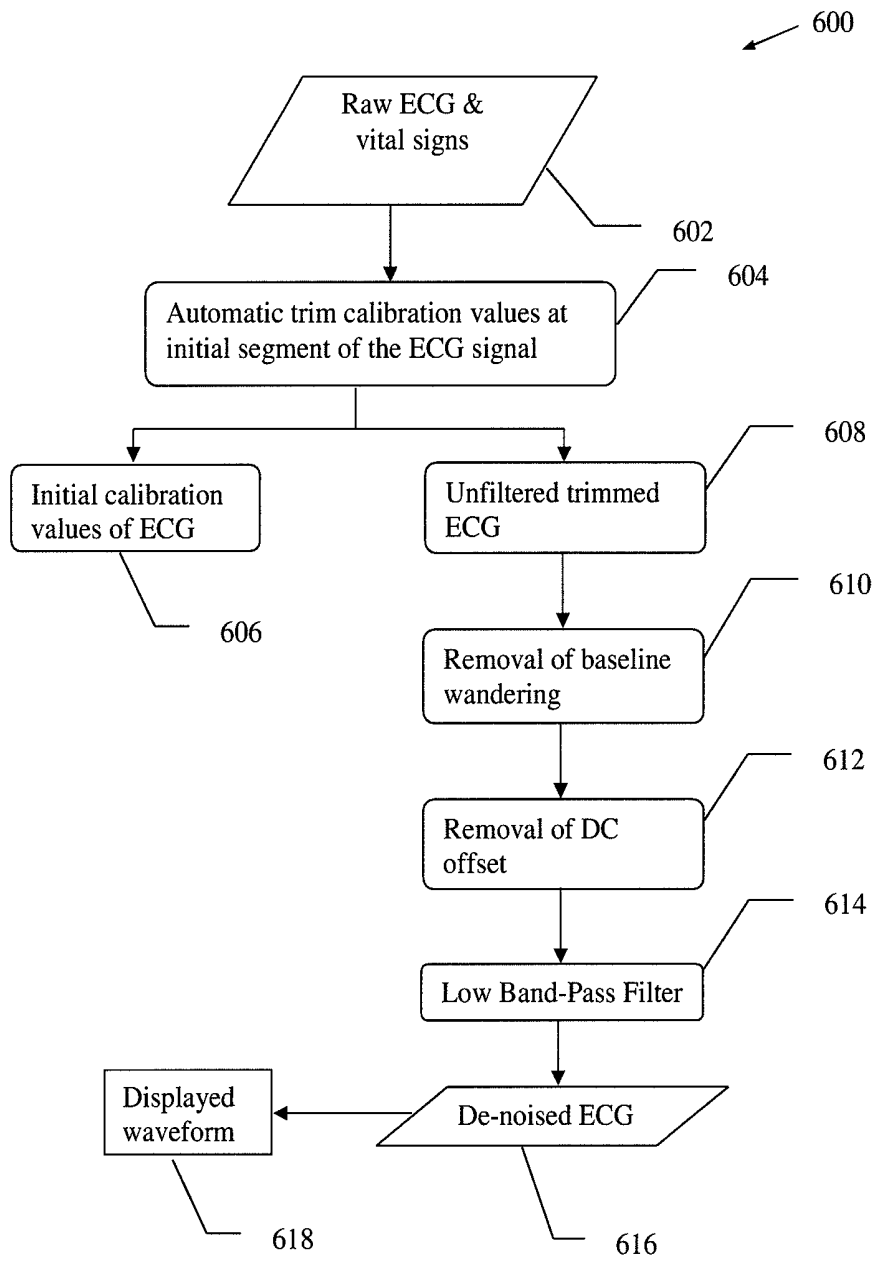 600
Raw ECG &
vital signs
602
604
Automatic trim calibration values at
initial segment of the ECG signal
608
Initial calibration
values of ECG
Unfiltered trimmed
ECG
606
610
Removal of baseline
wandering
612
Removal of DC
offset
614
Low Band-Pass Filter
Displayed
waveform
De-noised ECG
618
616